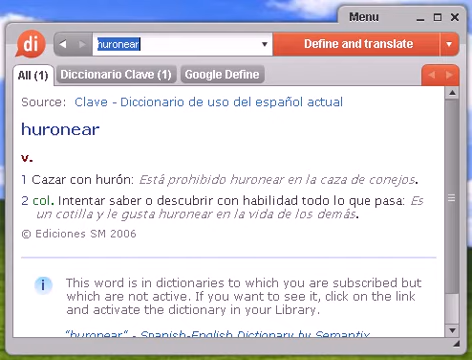 Menu
di
huronear
Define and translate
All (1)
Diccionario Clave (1)
Google Define
Source: Clave - Diccionario de uso del español actual
huronear
v.
1 Cazar con hurón: Está prohibido huronear en la caza de conejos.
2 col. Intentar saber o descubrir con habilidad todo lo que pasa: Es
un cotilla y le gusta huronear en la vida de los demás.
© Ediciones SM 2006
i
This word is in dictionaries to which you are subscribed but
which are not active. If you want to see it, click on the link
and activate the dictionary in your Library.
"huronear" - Spanish-English Dictionary by Semantix